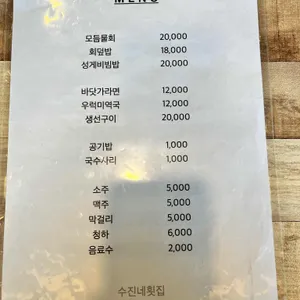 MENU
모듬물회 20,000
회덮밥 18,000
성게비빔밥 20,000
바닷가라면 12,000
우럭미역국 12,000
생선구이 20,000
공기밥 1,000
국수사리 1,000
소주 5,000
맥주 5,000
막걸리 5,000
청하 6,000
음료수 2,000
수진네횟집